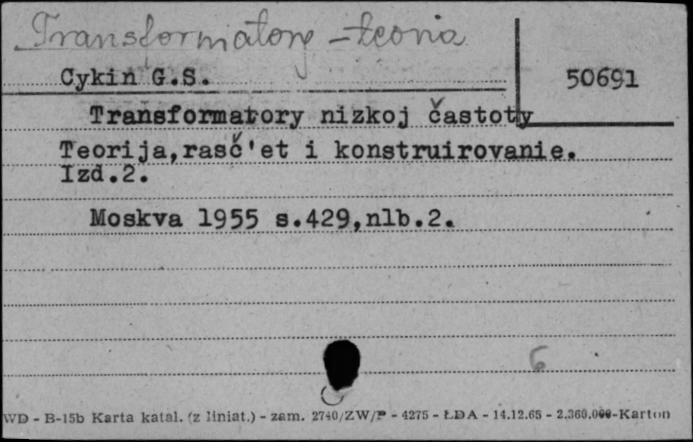 Transformatory – teoria
Cykin G.S.
50691
Transformatory nizkoj častoty
Teorija,rasč'et i konstruirovanie.
Izd.2.
Moskva 1955 s.429,nlb.2.
6
WD - B-15b Karta katal. (z liniat.) - zam. 2740/ZW/P - 4275 - ŁDA - 14.12.65 - 2.360.000-Karton